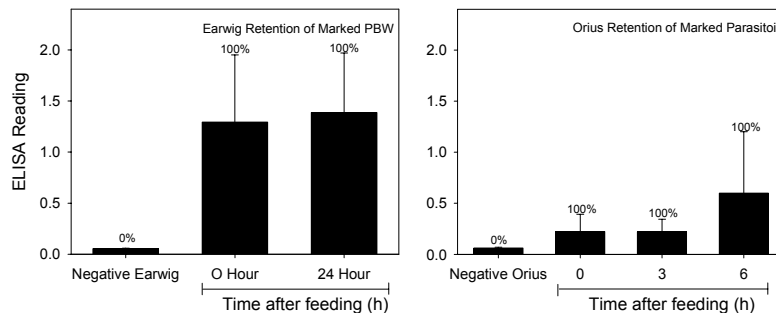 Earwig Retention of Marked PBW
ELISA Reading
2.0
1.5
1.0
0.5
0.0
0%
100%
100%
Negative Earwig
O Hour
24 Hour
Time after feeding (h)
Orius Retention of Marked Parasitoi
2.0
1.5
1.0
0.5
0.0
0%
100%
100%
100%
Negative Orius
0
3
6
Time after feeding (h)